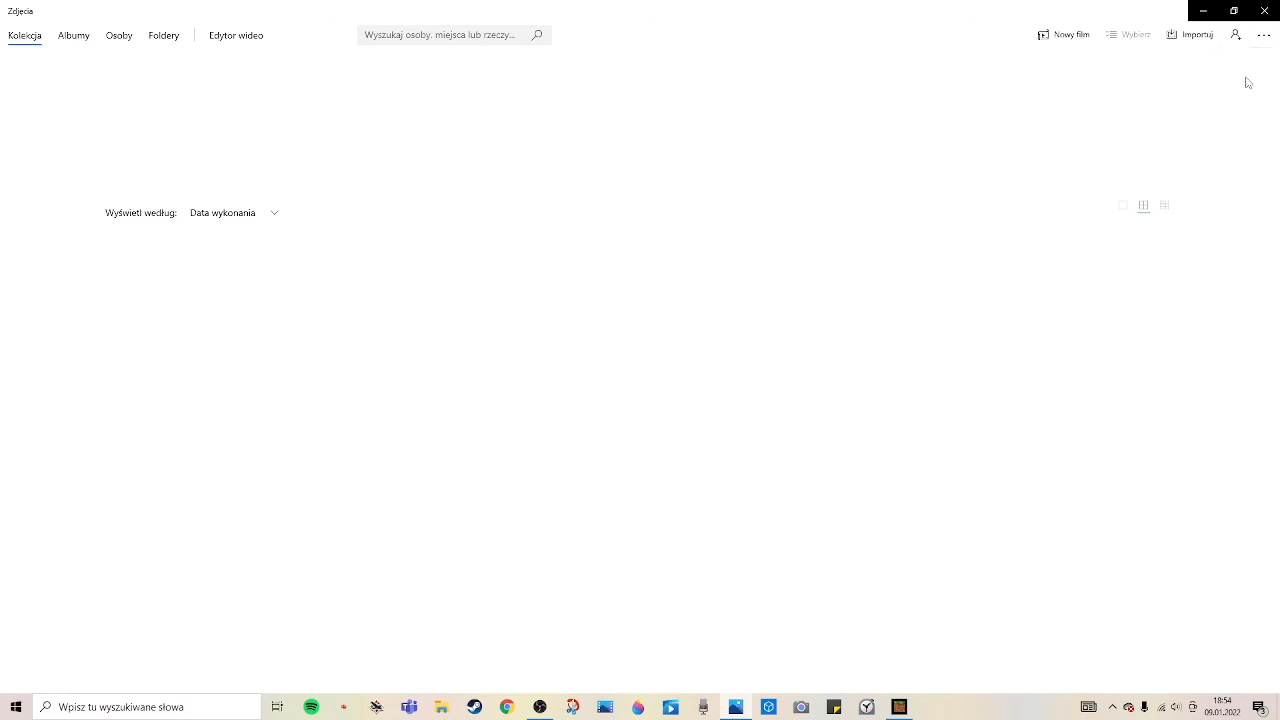 Zdjęcia
Kolekcja Albumy Osoby Foldery Edytor wideo Wyszukaj osoby, miejsca lub rzeczy... Nowy film Wybierz Importuj
Wyświetl według: Data wykonania
Wpisz tu wyszukiwane słowa
18:54
09.01.2022